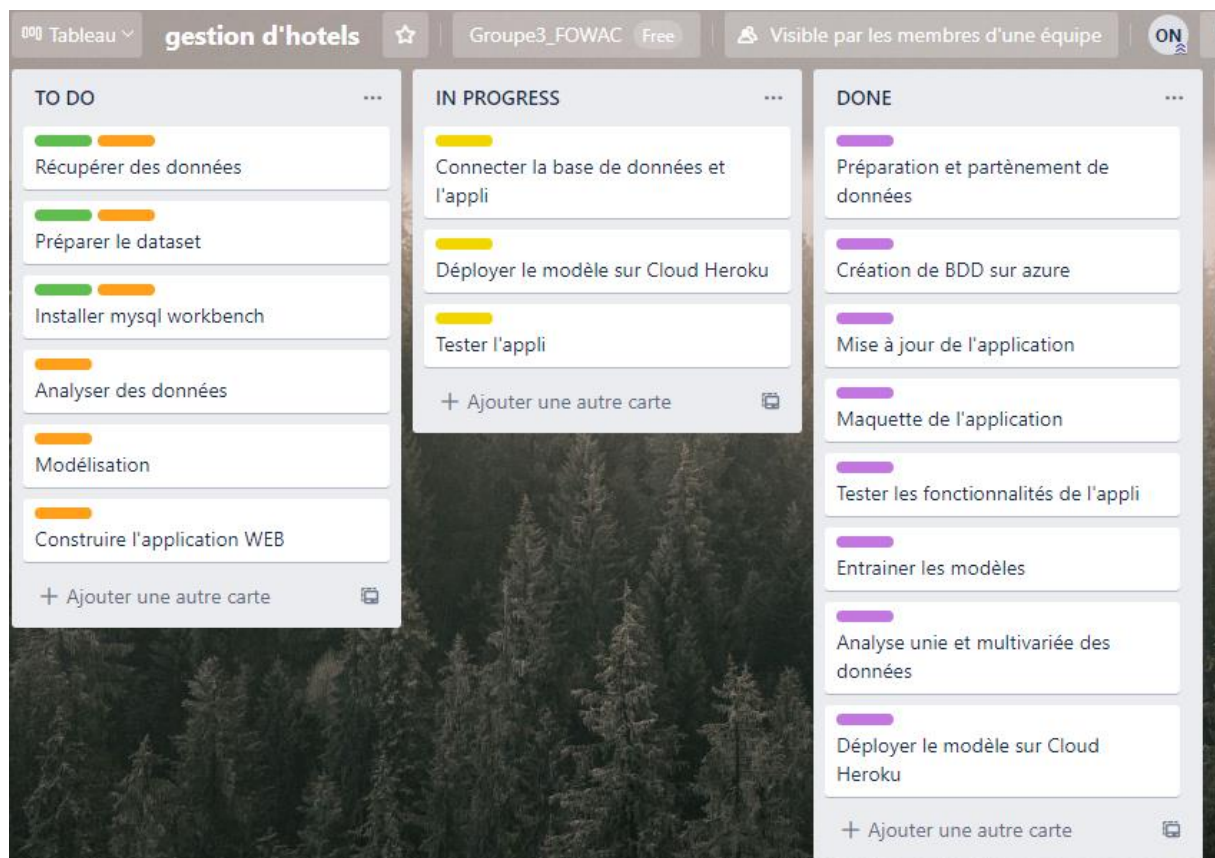 Tableau
gestion d'hotels
Groupe3_FOWAC Free
Visible par les membres d'une équipe
ON
TO DO
Récupérer des données
Préparer le dataset
Installer mysql workbench
Analyser des données
Modélisation
Construire l'application WEB
+ Ajouter une autre carte
IN PROGRESS
Connecter la base de données et
l'appli
Déployer le modèle sur Cloud Heroku
Tester l'appli
+ Ajouter une autre carte
DONE
Préparation et partènement de
données
Création de BDD sur azure
Mise à jour de l'application
Maquette de l'application
Tester les fonctionnalités de l'appli
Entrainer les modèles
Analyse unie et multivariée des
données
Déployer le modèle sur Cloud
Heroku
+ Ajouter une autre carte